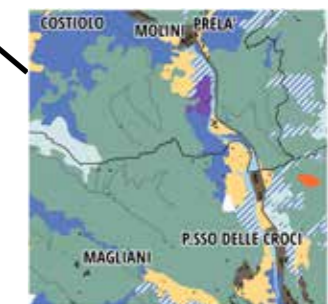 COSTIOLO
MOLINI
PRELA'
P.SSO DELLE CROCI
MAGLIANI